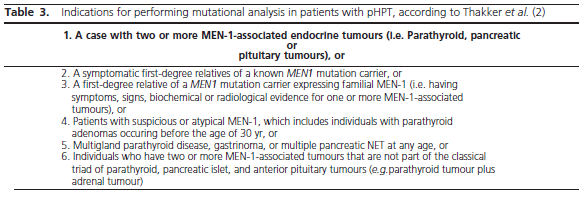 Table 3. Indications for performing mutational analysis in patients with pHPT, according to Thakker et al. (2)
1. A case with two or more MEN-1-associated endocrine tumours (i.e. Parathyroid, pancreatic
or
pituitary tumours), or
2. A symptomatic first-degree relatives of a known MEN1 mutation carrier, or
3. A first-degree relative of a MEN1 mutation carrier expressing familial MEN-1 (i.e. having
symptoms, signs, biochemical or radiological evidence for one or more MEN-1-associated
tumours), or
4. Patients with suspicious or atypical MEN-1, which includes individuals with parathyroid
adenomas occuring before the age of 30 yr, or
5. Multigland parathyroid disease, gastrinoma, or multiple pancreatic NET at any age, or
6. Individuals who have two or more MEN-1-associated tumours that are not part of the classical
triad of parathyroid, pancreatic islet, and anterior pituitary tumours (e.g.parathyroid tumour plus
adrenal tumour)